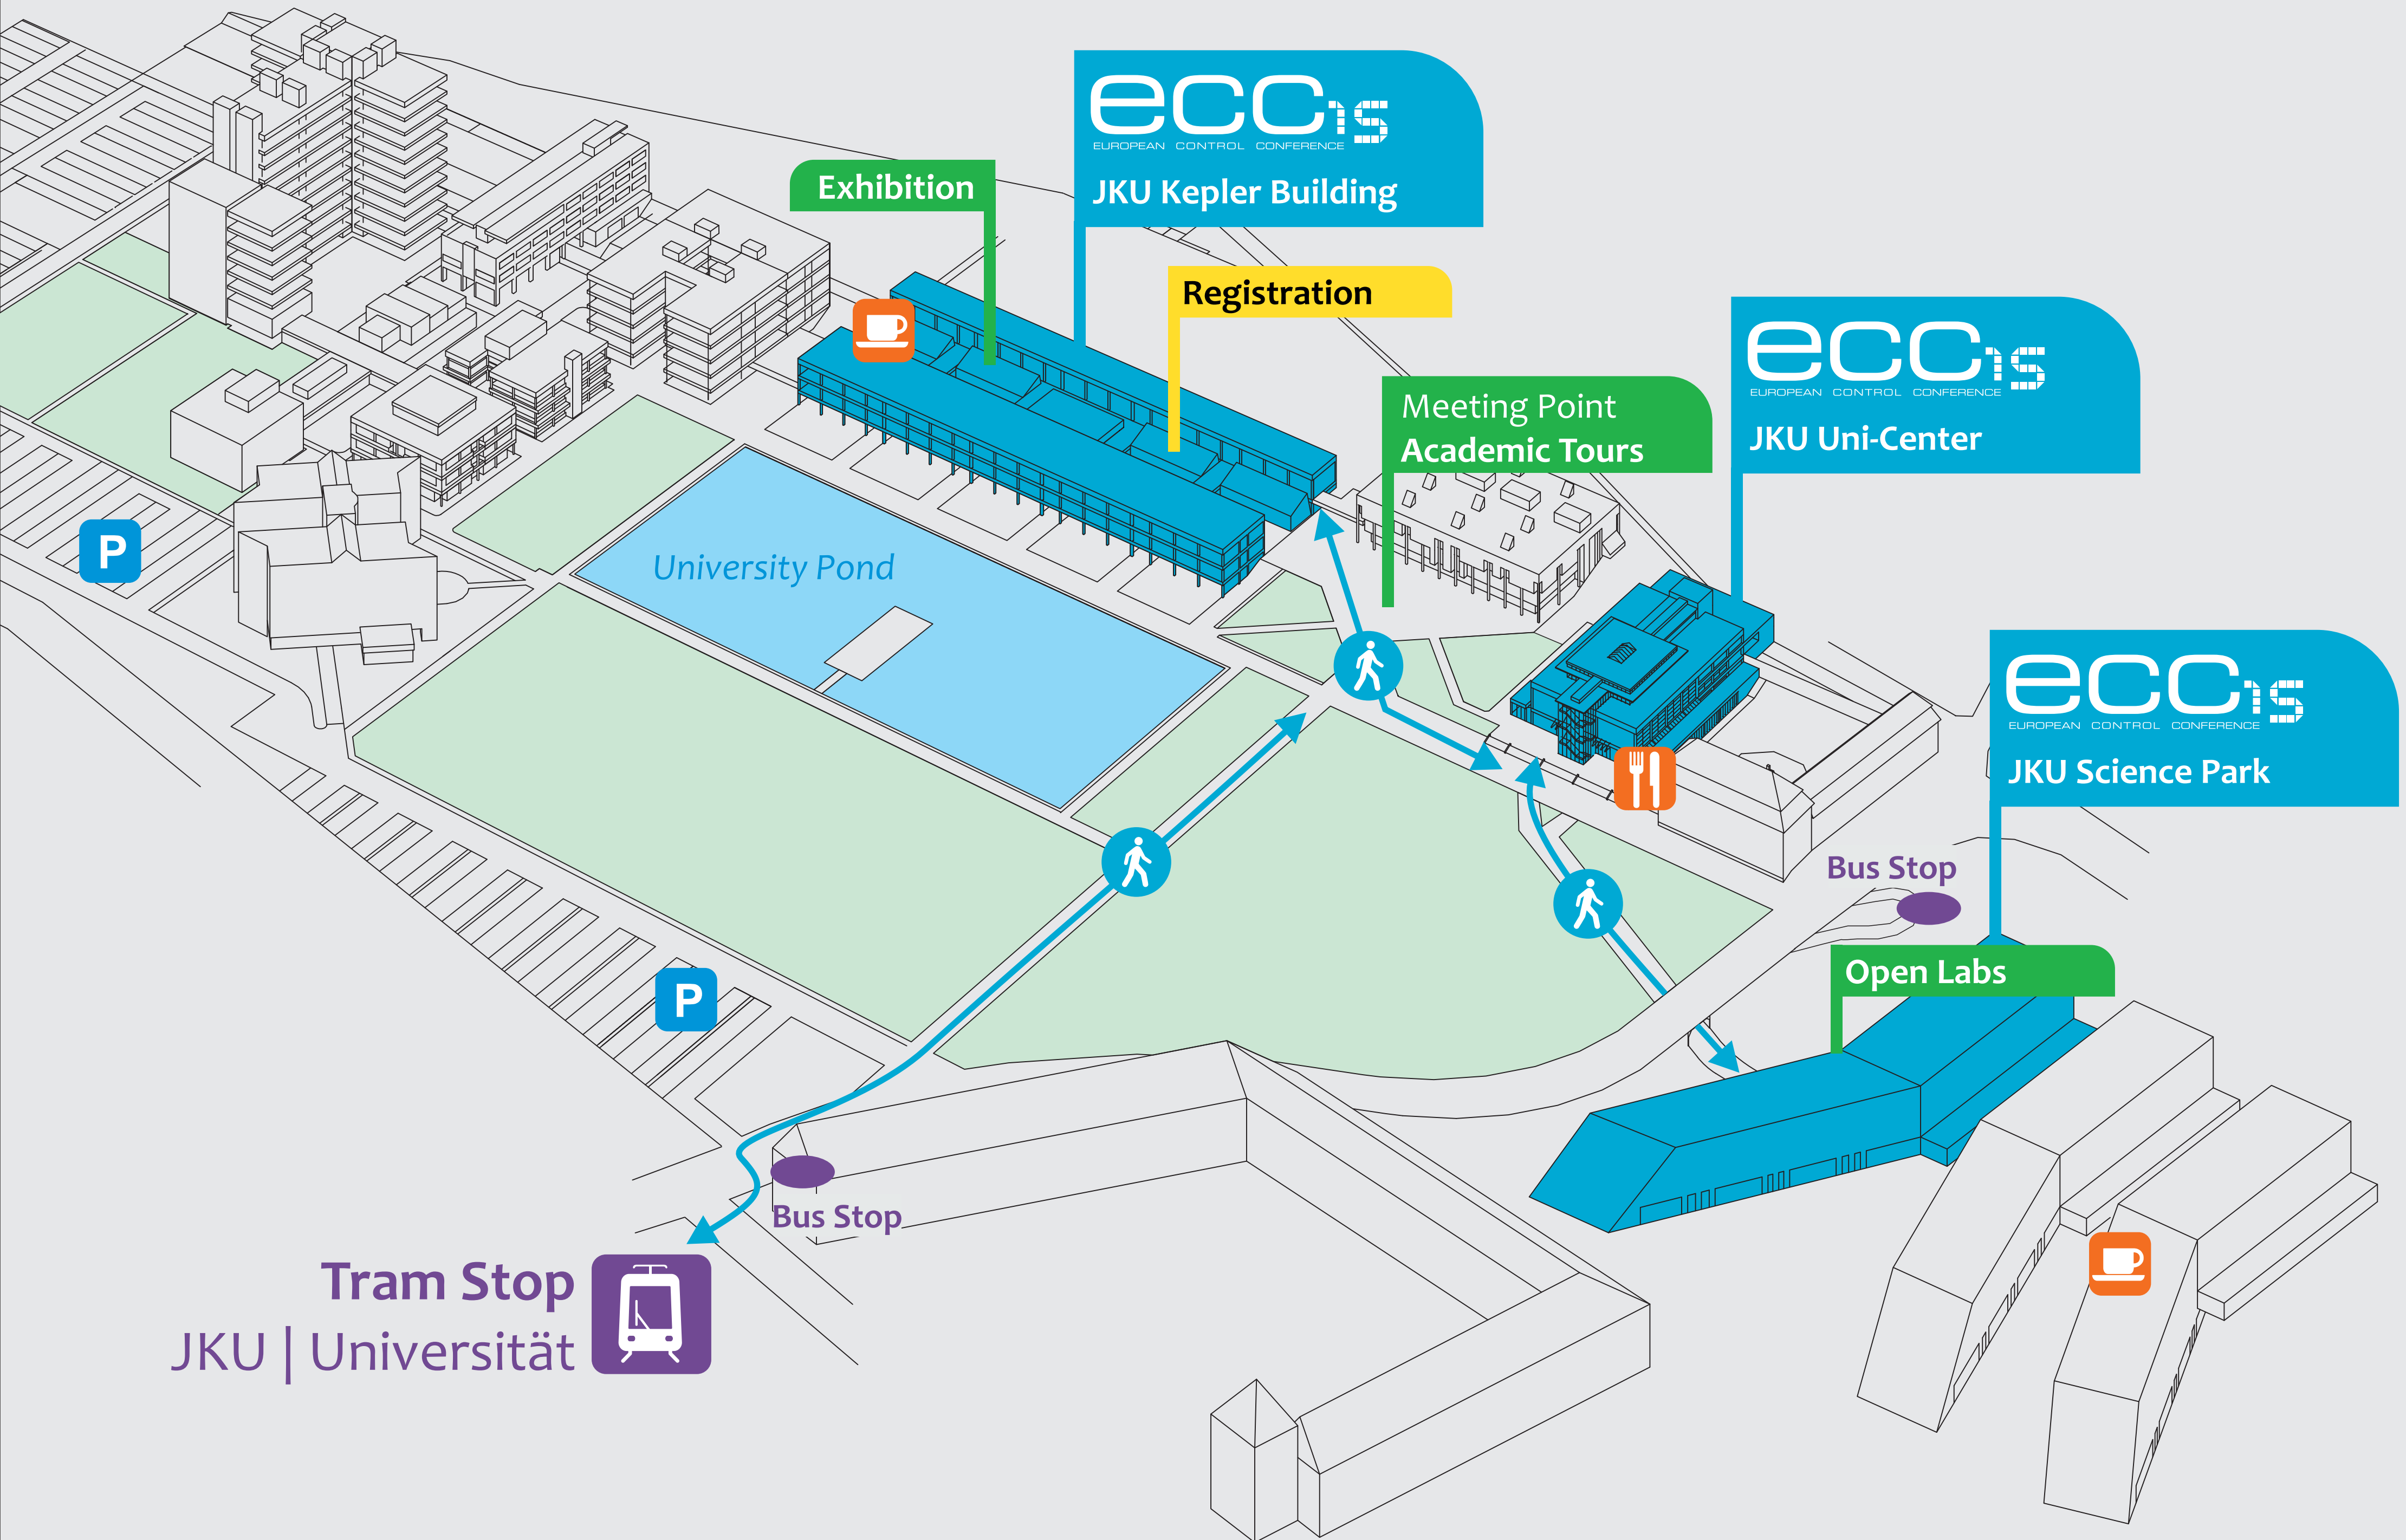 ecc15
EUROPEAN CONTROL CONFERENCE
JKU Kepler Building
Exhibition
Registration
ecc15
EUROPEAN CONTROL CONFERENCE
JKU Uni-Center
Meeting Point
Academic Tours
P
University Pond
ecc15
EUROPEAN CONTROL CONFERENCE
JKU Science Park
Bus Stop
Open Labs
P
Bus Stop
Tram Stop
JKU | Universität